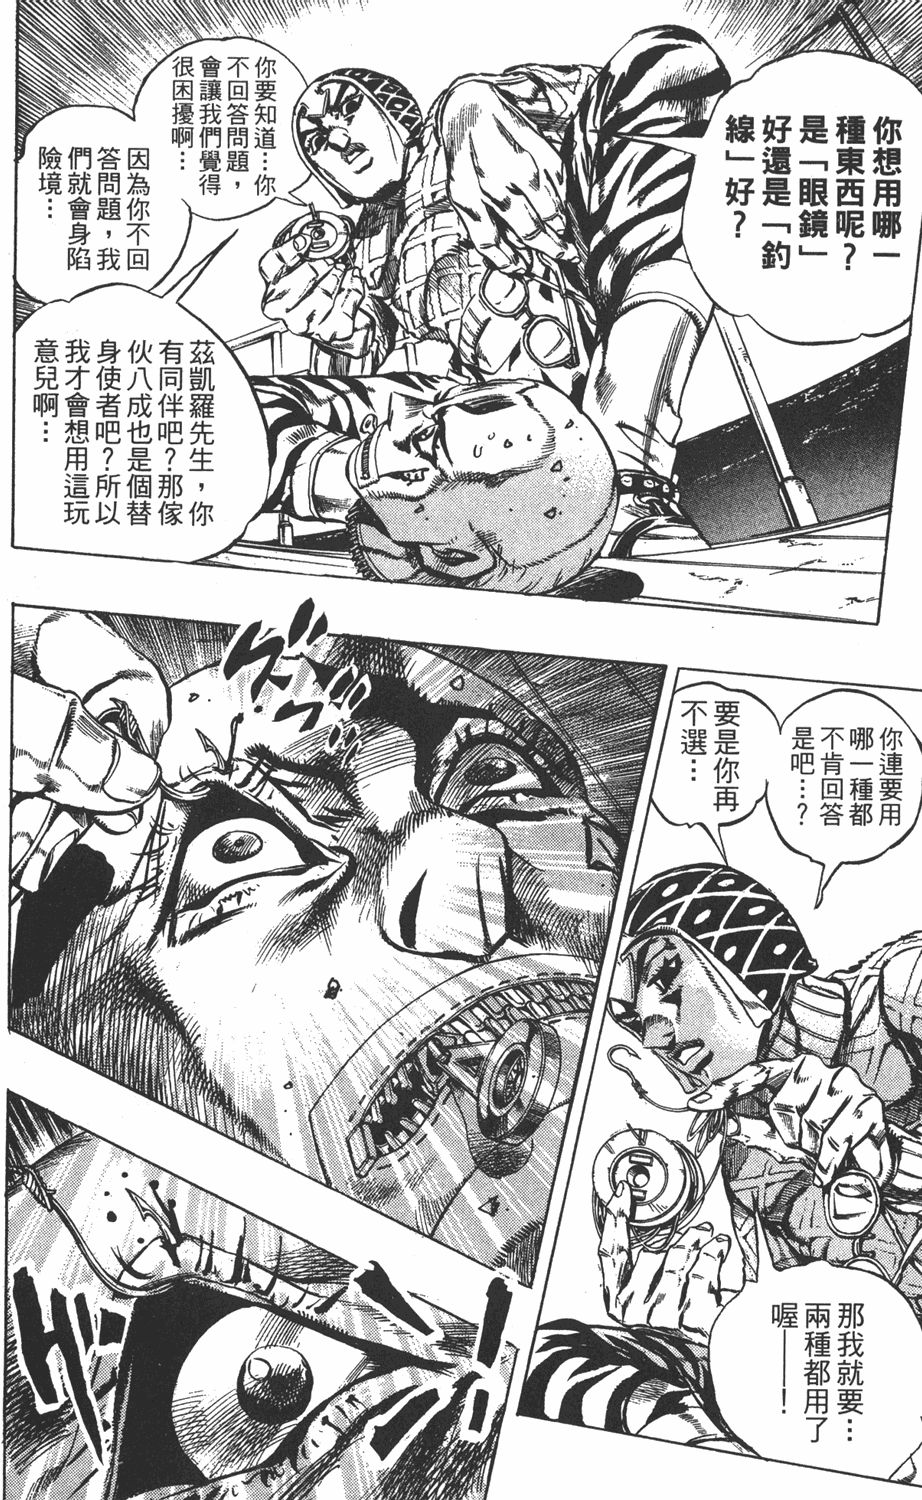 你想用哪一
種東西呢？
是「眼鏡」
好還是「釣
線」好？
你要知道…你
不回答問題，
會讓我們覺得
很困擾啊…
因為你不回
答問題，我
們就會身陷
險境…
茲凱羅先生，你
有同伴吧？那傢
伙八成也是個替
身使者吧？所以
我才會想用這玩
意兒啊…
你連要用
哪一種都
不肯回答
是吧…？
要是你再
不選…
那我就要…
兩種都用了
喔——！